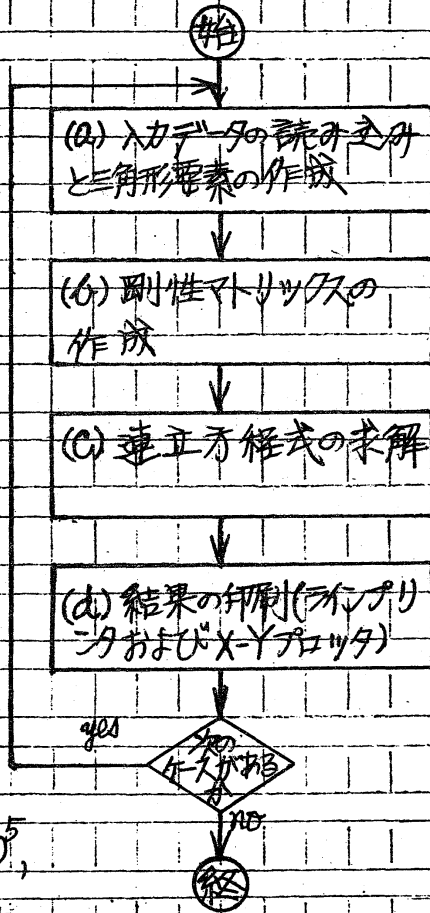 始
(a) 入力データの読み込み
と三角形要素の作成
(b) 剛性マトリックスの
作成
(c) 連立方程式の求解
(d) 結果の印刷(ラインプリ
ンタおよびX-Yプロッタ)
yes
次の
ケースがある
か
no
5
,
終